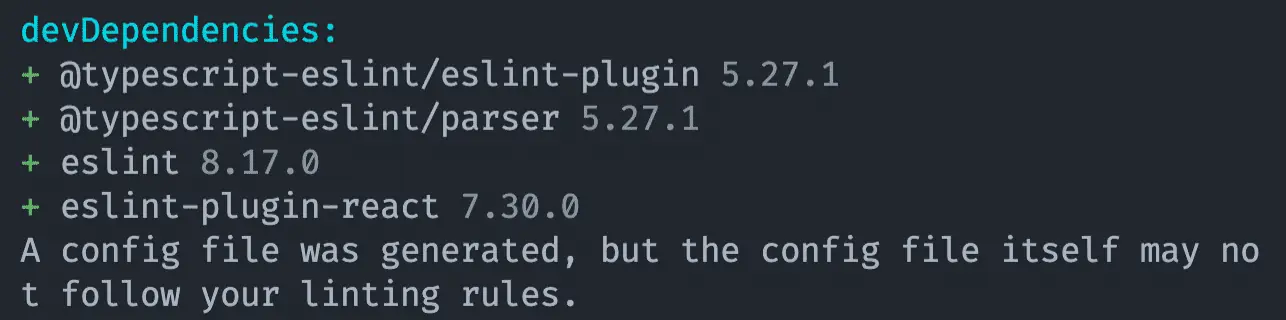 devDependencies:
+ @typescript-eslint/eslint-plugin 5.27.1
+ @typescript-eslint/parser 5.27.1
+ eslint 8.17.0
+ eslint-plugin-react 7.30.0
A config file was generated, but the config file itself may no
t follow your linting rules.